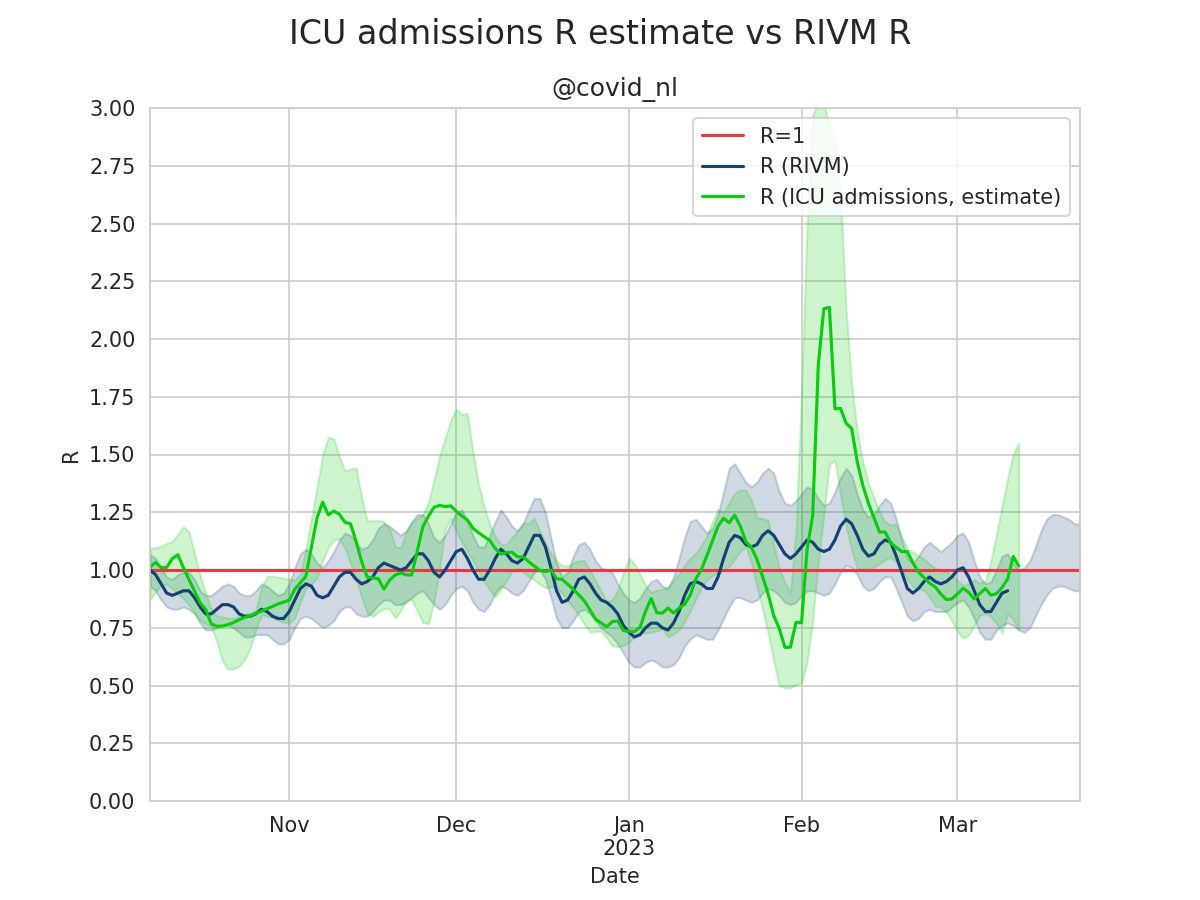 ICU admissions R estimate vs RIVM R
@covid_nl
3.00
2.75
2.50
2.25
2.00
1.75
1.50
1.25
1.00
0.75
0.50
0.25
0.00
R
R=1
R (RIVM)
R (ICU admissions, estimate)
Nov
Dec
Jan
2023
Feb
Mar
Date